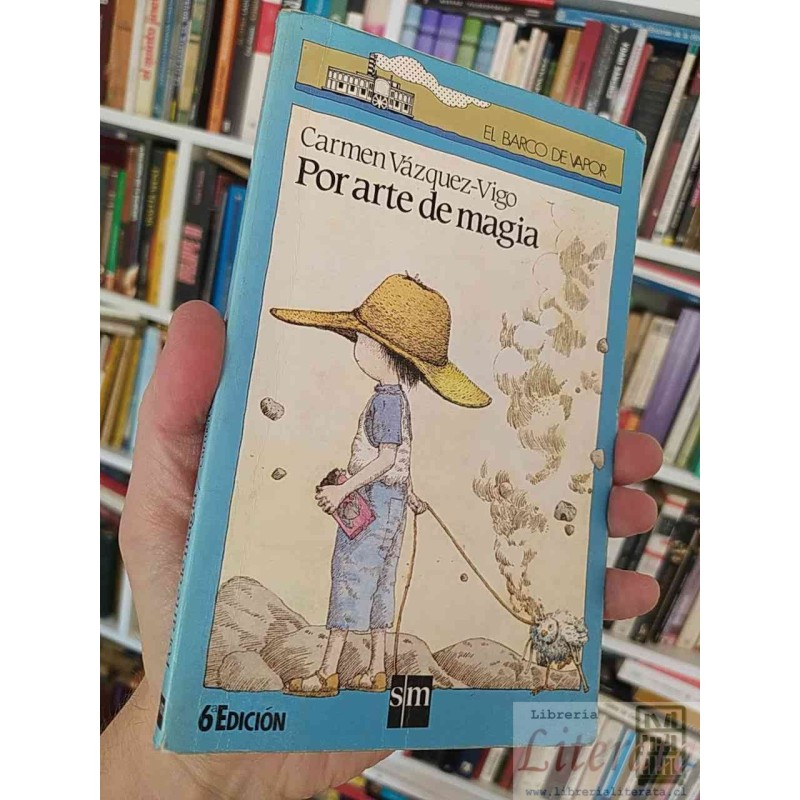 EL BARCO DE VAPOR
Carmen Vázquez-Vigo
Por arte de magia
6ª EDICIÓN
sm
Libreria
Literata
www.librerialiterata.cl